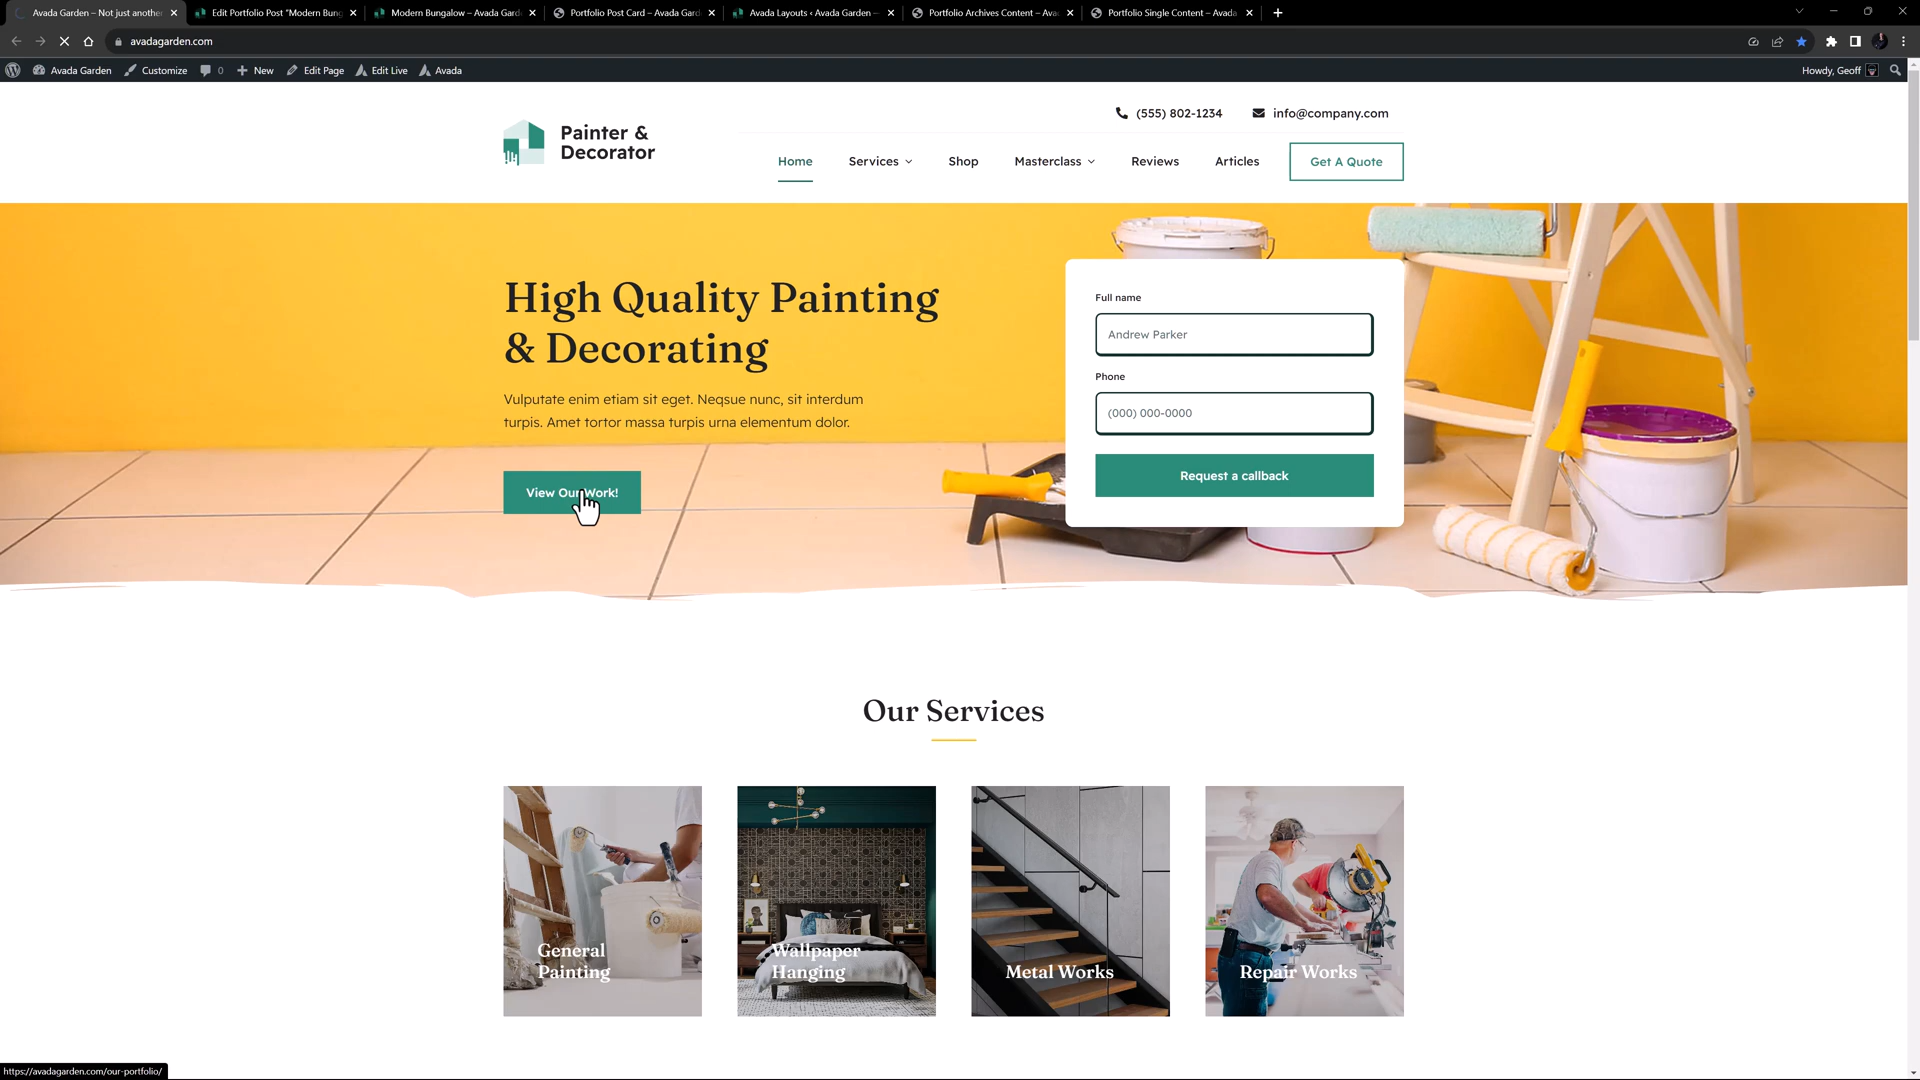 Avada Garden – Not just another
Edit Portfolio Post "Modern Bung
Modern Bungalow – Avada Gard
Portfolio Post Card – Avada Gard
Avada Layouts ‹ Avada Garden —
Portfolio Archives Content – Ava
Portfolio Single Content – Avada
avadagarden.com
Avada Garden
Customize
0
New
Edit Page
Edit Live
Avada
Howdy, Geoff
(555) 802-1234
info@company.com
Painter &
Decorator
Home
Services
Shop
Masterclass
Reviews
Articles
Get A Quote
High Quality Painting
& Decorating
Vulputate enim etiam sit eget. Neqsue nunc, sit interdum
turpis. Amet tortor massa turpis urna elementum dolor.
View Our Work!
Full name
Andrew Parker
Phone
(000) 000-0000
Request a callback
Our Services
General
Painting
Wallpaper
Hanging
Metal Works
Repair Works
https://avadagarden.com/our-portfolio/